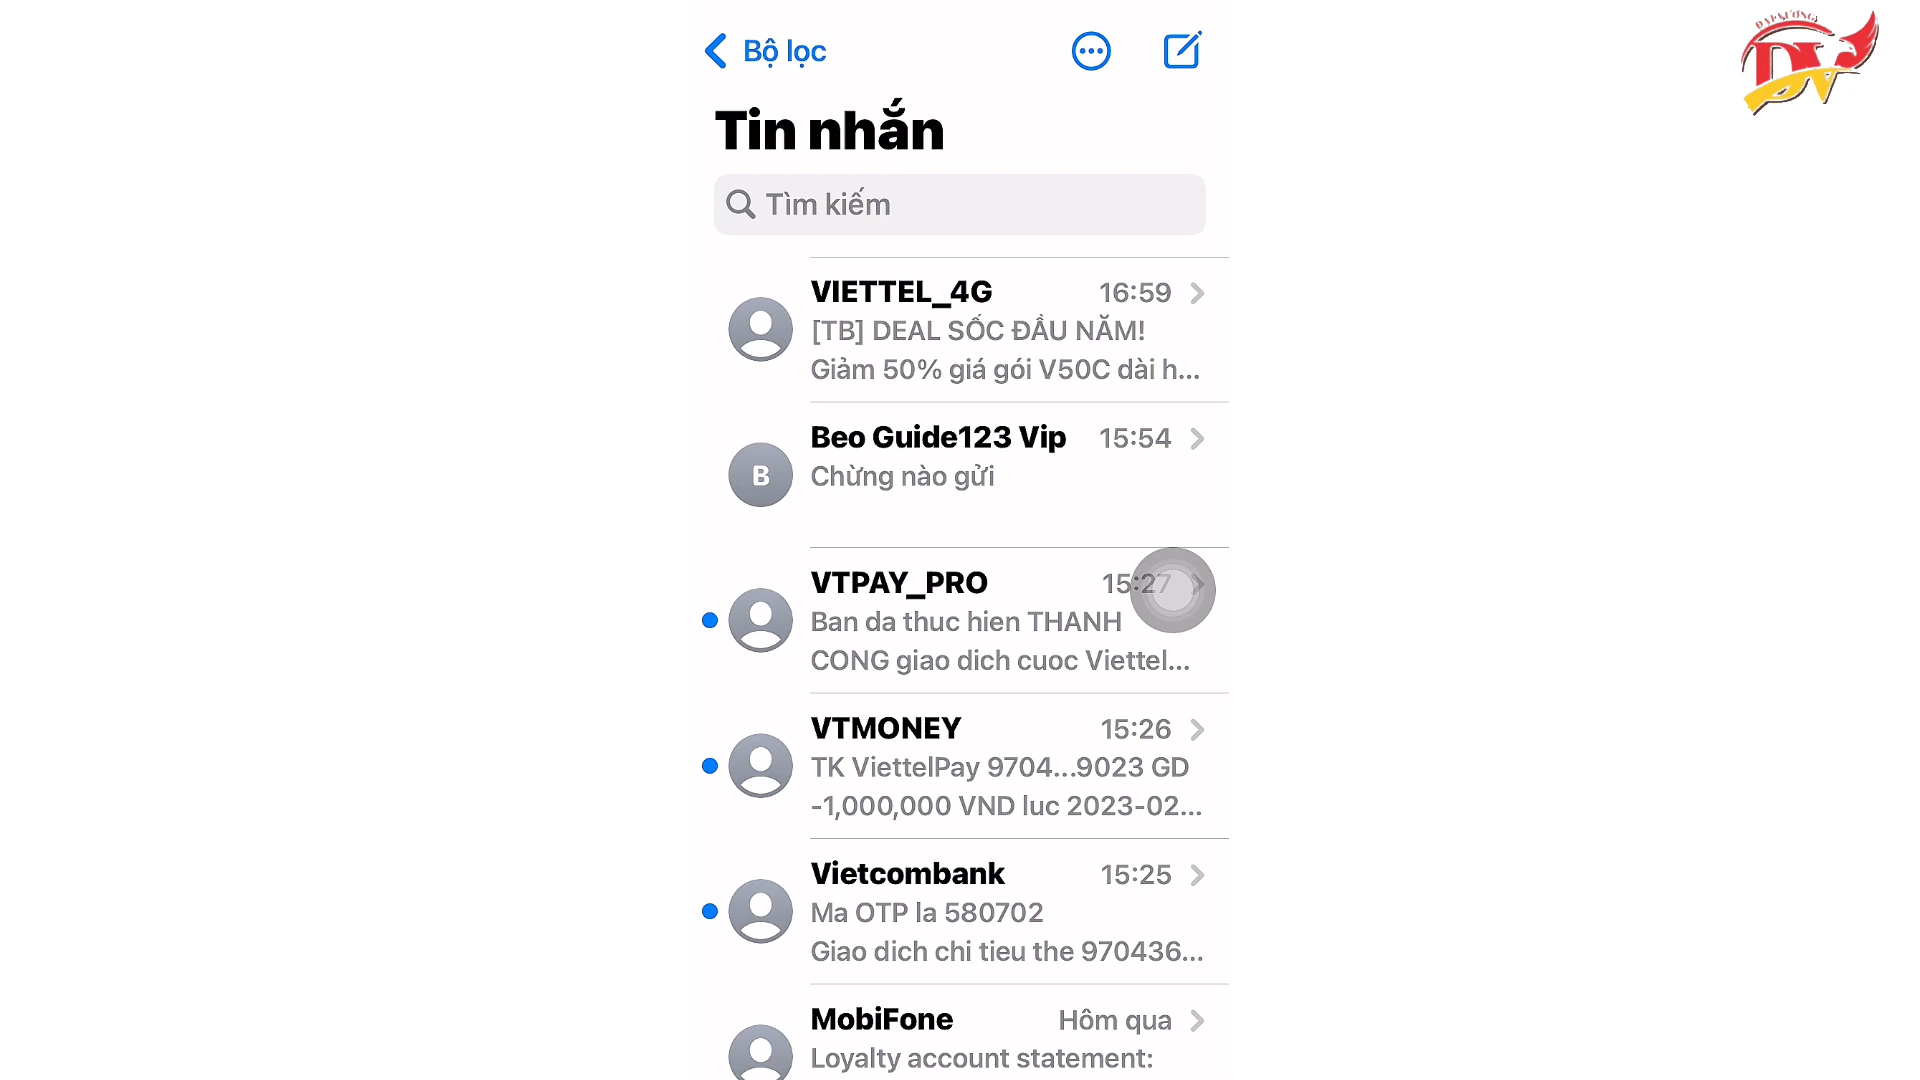 Bộ lọc
Tin nhắn
Tìm kiếm
VIETTEL_4G 16:59
[TB] DEAL SỐC ĐẦU NĂM!
Giảm 50% giá gói V50C dài h...
B
Beo Guide123 Vip 15:54
Chừng nào gửi
VTPAY_PRO 15:27
Ban da thuc hien THANH
CONG giao dich cuoc Viettel...
VTMONEY 15:26
TK ViettelPay 9704...9023 GD
-1,000,000 VND luc 2023-02...
Vietcombank 15:25
Ma OTP la 580702
Giao dich chi tieu the 970436...
MobiFone Hôm qua
Loyalty account statement: